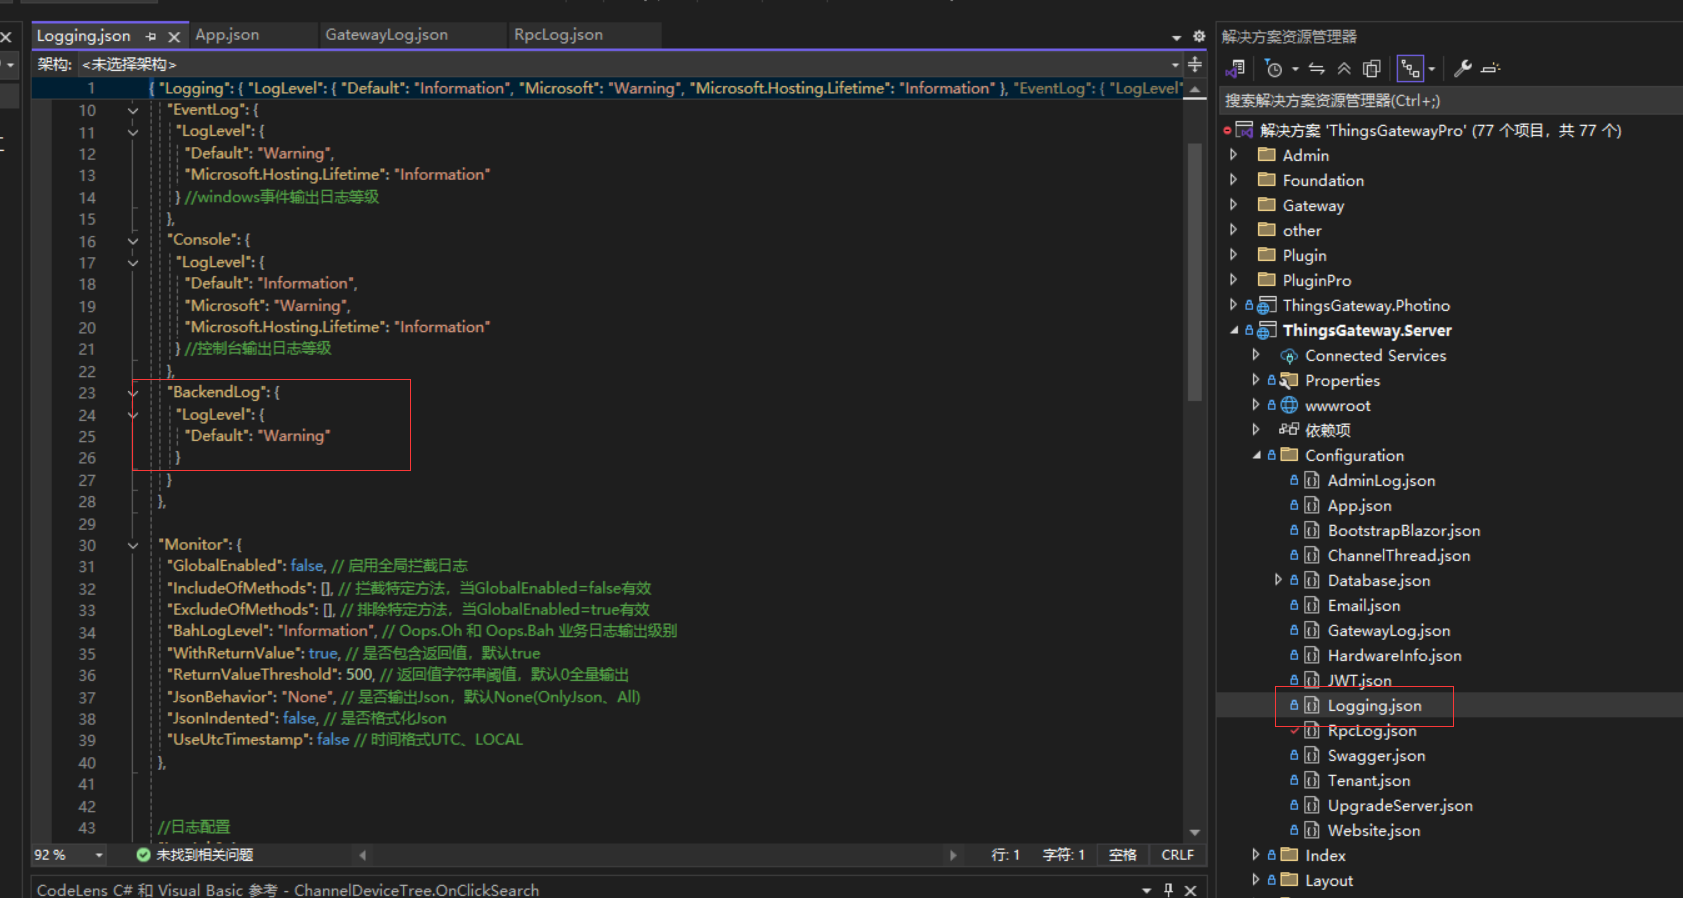 Logging.json
App.json
GatewayLog.json
RpcLog.json
架构: <未选择架构>
1 { "Logging": { "LogLevel": { "Default": "Information", "Microsoft": "Warning", "Microsoft.Hosting.Lifetime": "Information" }, "EventLog": { "LogLevel"
10 "EventLog": {
11 "LogLevel": {
12 "Default": "Warning",
13 "Microsoft.Hosting.Lifetime": "Information"
14 } //windows事件输出日志等级
15 },
16 "Console": {
17 "LogLevel": {
18 "Default": "Information",
19 "Microsoft": "Warning",
20 "Microsoft.Hosting.Lifetime": "Information"
21 } //控制台输出日志等级
22 },
23 "BackendLog": {
24 "LogLevel": {
25 "Default": "Warning"
26 }
27 }
28 },
29
30 "Monitor": {
31 "GlobalEnabled": false, // 启用全局拦截日志
32 "IncludeOfMethods": [], // 拦截特定方法，当GlobalEnabled=false有效
33 "ExcludeOfMethods": [], // 排除特定方法，当GlobalEnabled=true有效
34 "BahLogLevel": "Information", // Oops.Oh 和 Oops.Bah 业务日志输出级别
35 "WithReturnValue": true, // 是否包含返回值，默认true
36 "ReturnValueThreshold": 500, // 返回值字符串阈值，默认0全量输出
37 "JsonBehavior": "None", // 是否输出Json，默认None(OnlyJson、All)
38 "JsonIndented": false, // 是否格式化Json
39 "UseUtcTimestamp": false // 时间格式UTC、LOCAL
40 },
41
42
43 //日志配置
92 %
未找到相关问题
行: 1
字符: 1
空格
CRLF
CodeLens C# 和 Visual Basic 参考 - ChannelDeviceTree.OnClickSearch
解决方案资源管理器
搜索解决方案资源管理器(Ctrl+;)
解决方案 'ThingsGatewayPro' (77 个项目，共 77 个)
Admin
Foundation
Gateway
other
Plugin
PluginPro
ThingsGateway.Photino
ThingsGateway.Server
Connected Services
Properties
wwwroot
依赖项
Configuration
AdminLog.json
App.json
BootstrapBlazor.json
ChannelThread.json
Database.json
Email.json
GatewayLog.json
HardwareInfo.json
JWT.json
Logging.json
RpcLog.json
Swagger.json
Tenant.json
UpgradeServer.json
Website.json
Index
Layout